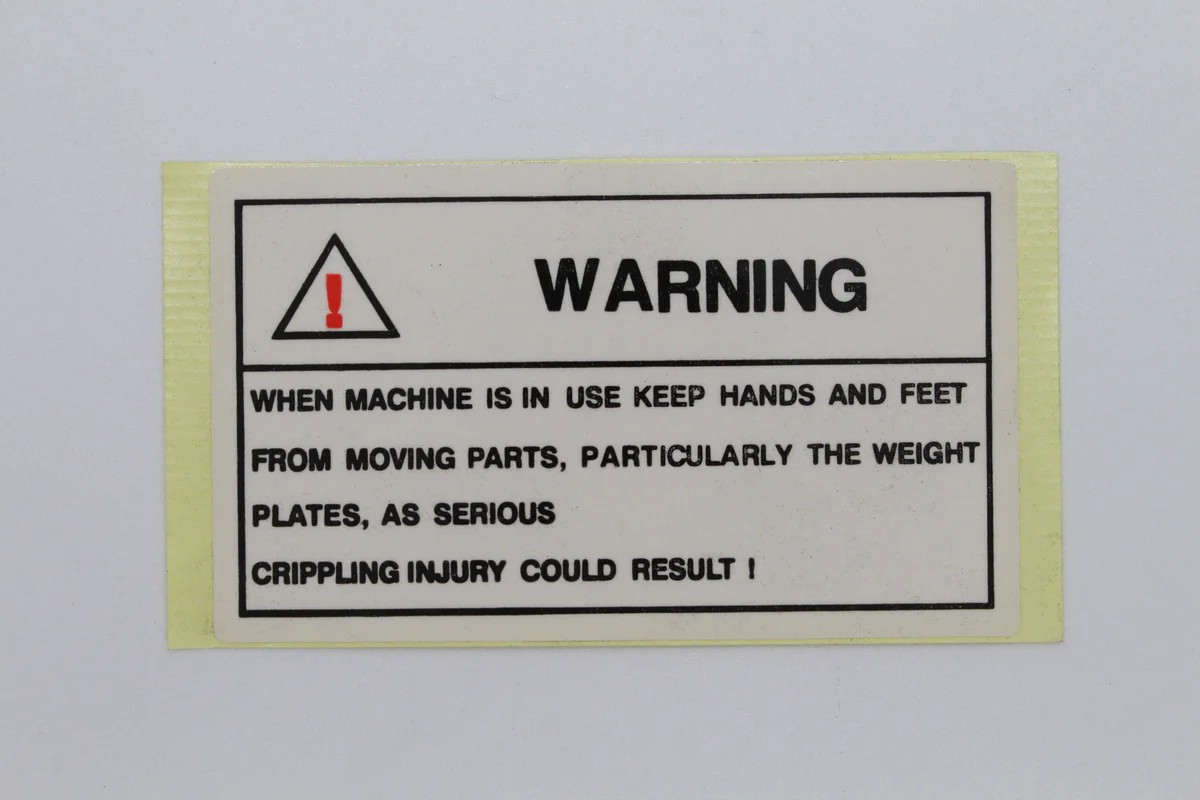 WARNING
WHEN MACHINE IS IN USE KEEP HANDS AND FEET
FROM MOVING PARTS, PARTICULARLY THE WEIGHT
PLATES, AS SERIOUS
CRIPPLING INJURY COULD RESULT !